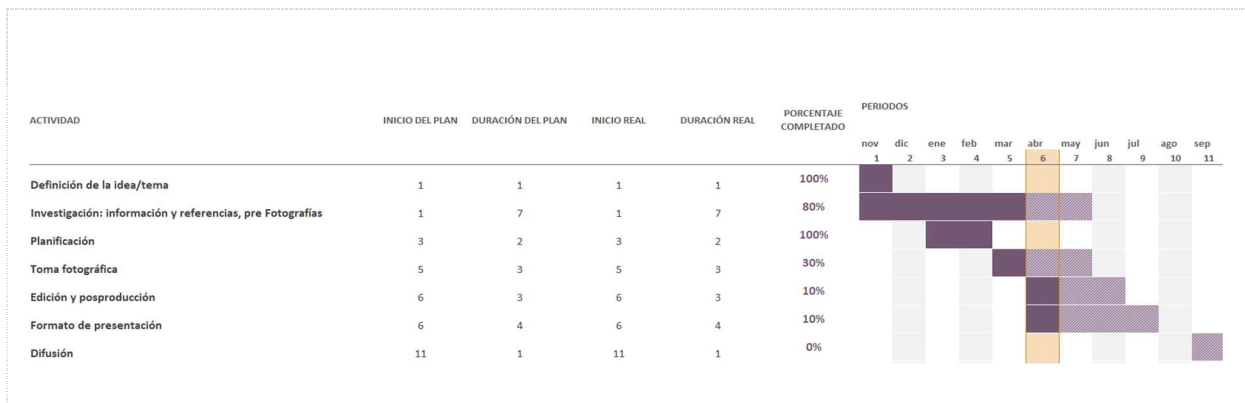 ACTIVIDAD INICIO DEL PLAN DURACIÓN DEL PLAN INICIO REAL DURACIÓN REAL PORCENTAJE COMPLETADO PERIODOS
nov dic ene feb mar abr may jun jul ago sep
1 2 3 4 5 6 7 8 9 10 11
Definición de la idea/tema 1 1 1 1 100%
Investigación: información y referencias, pre Fotografías 1 7 1 7 80%
Planificación 3 2 3 2 100%
Toma fotográfica 5 3 5 3 30%
Edición y posproducción 6 3 6 3 10%
Formato de presentación 6 4 6 4 10%
Difusión 11 1 11 1 0%